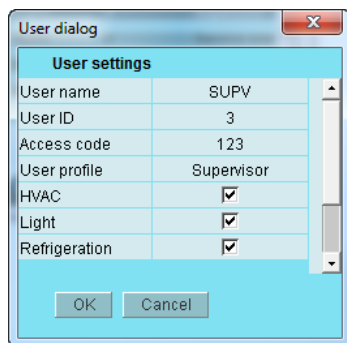 User dialog
User settings
User name SUPV
User ID 3
Access code 123
User profile Supervisor
HVAC
Light
Refrigeration
OK Cancel